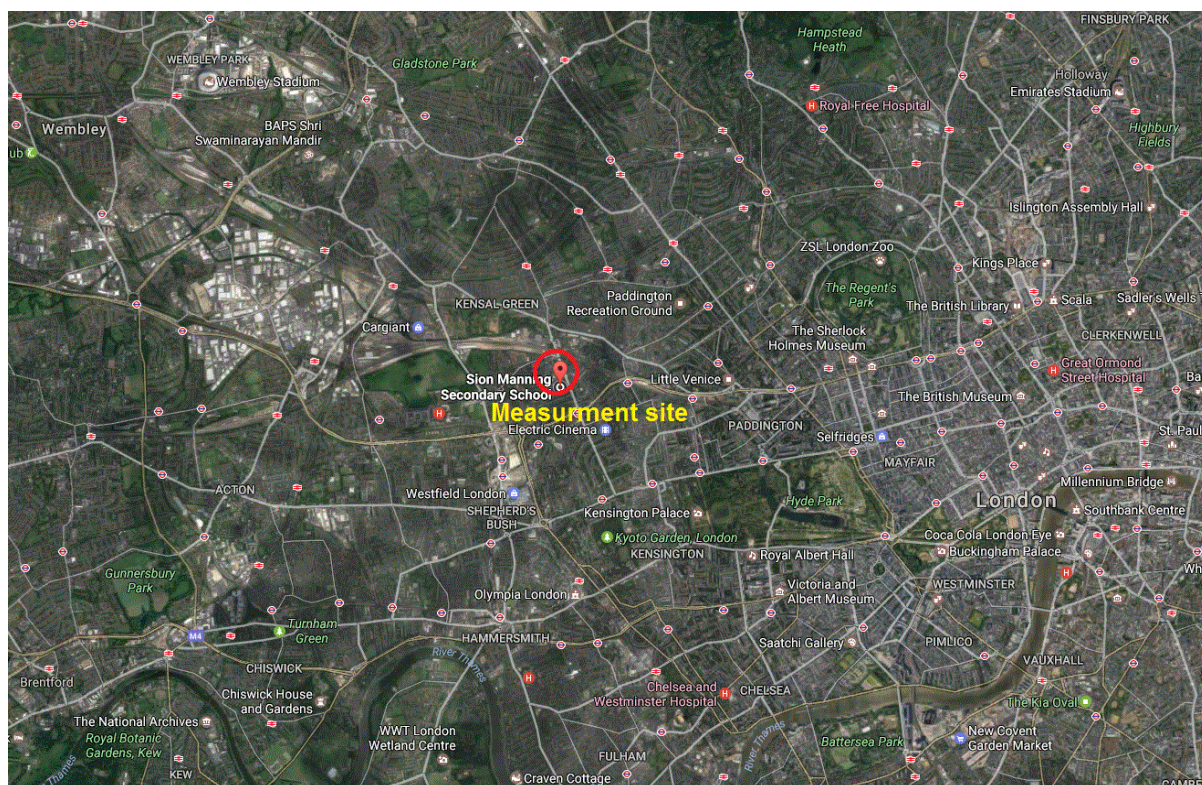 FINSBURY PARK
Hampstead
Heath
WEMBLEY PARK
Gladstone Park
Wembley Stadium
Holloway
Emirates Stadium
Royal Free Hospital
Wembley
BAPS Shri
Swaminarayan Mandir
Highbury
Fields
ub
Islington Assembly Hall
ZSL London Zoo
Kings Place
The Regent's
Park
KENSAL GREEN
Paddington
Recreation Ground
The British Library
Scala
Sadler's Wells T
Cargiant
The Sherlock
Holmes Museum
CLERKENWELL
Great Ormond
Street Hospital
Sion Manning
Secondary School
Little Venice
Ba
Measurment site
The British Museum
Electric Cinema
PADDINGTON
Selfridges
St. Paul
MAYFAIR
ACTON
Westfield London
SHEPHERD'S
BUSH
Hyde Park
Millennium Bridge
London
Kensington Palace
Southbank Centre
Kyoto Garden, London
KENSINGTON
Coca Cola London Eye
Royal Albert Hall
Buckingham Palace
Wh
Gunnersbury
Park
Olympia London
Victoria and
Albert Museum
WESTMINSTER
Turnham
Green
M4
HAMMERSMITH
Saatchi Gallery
PIMLICO
River Thames
VAUXHALL
CHISWICK
Brentford
Chiswick House
and Gardens
Chelsea and
Westminster Hospital
CHELSEA
The Kia Oval
The National Archives
Royal Botanic
Gardens, Kew
WWT London
Wetland Centre
River Thames
Battersea Park
New Covent
Garden Market
FULHAM
KEW
Thames
Craven Cottage
CAMBE